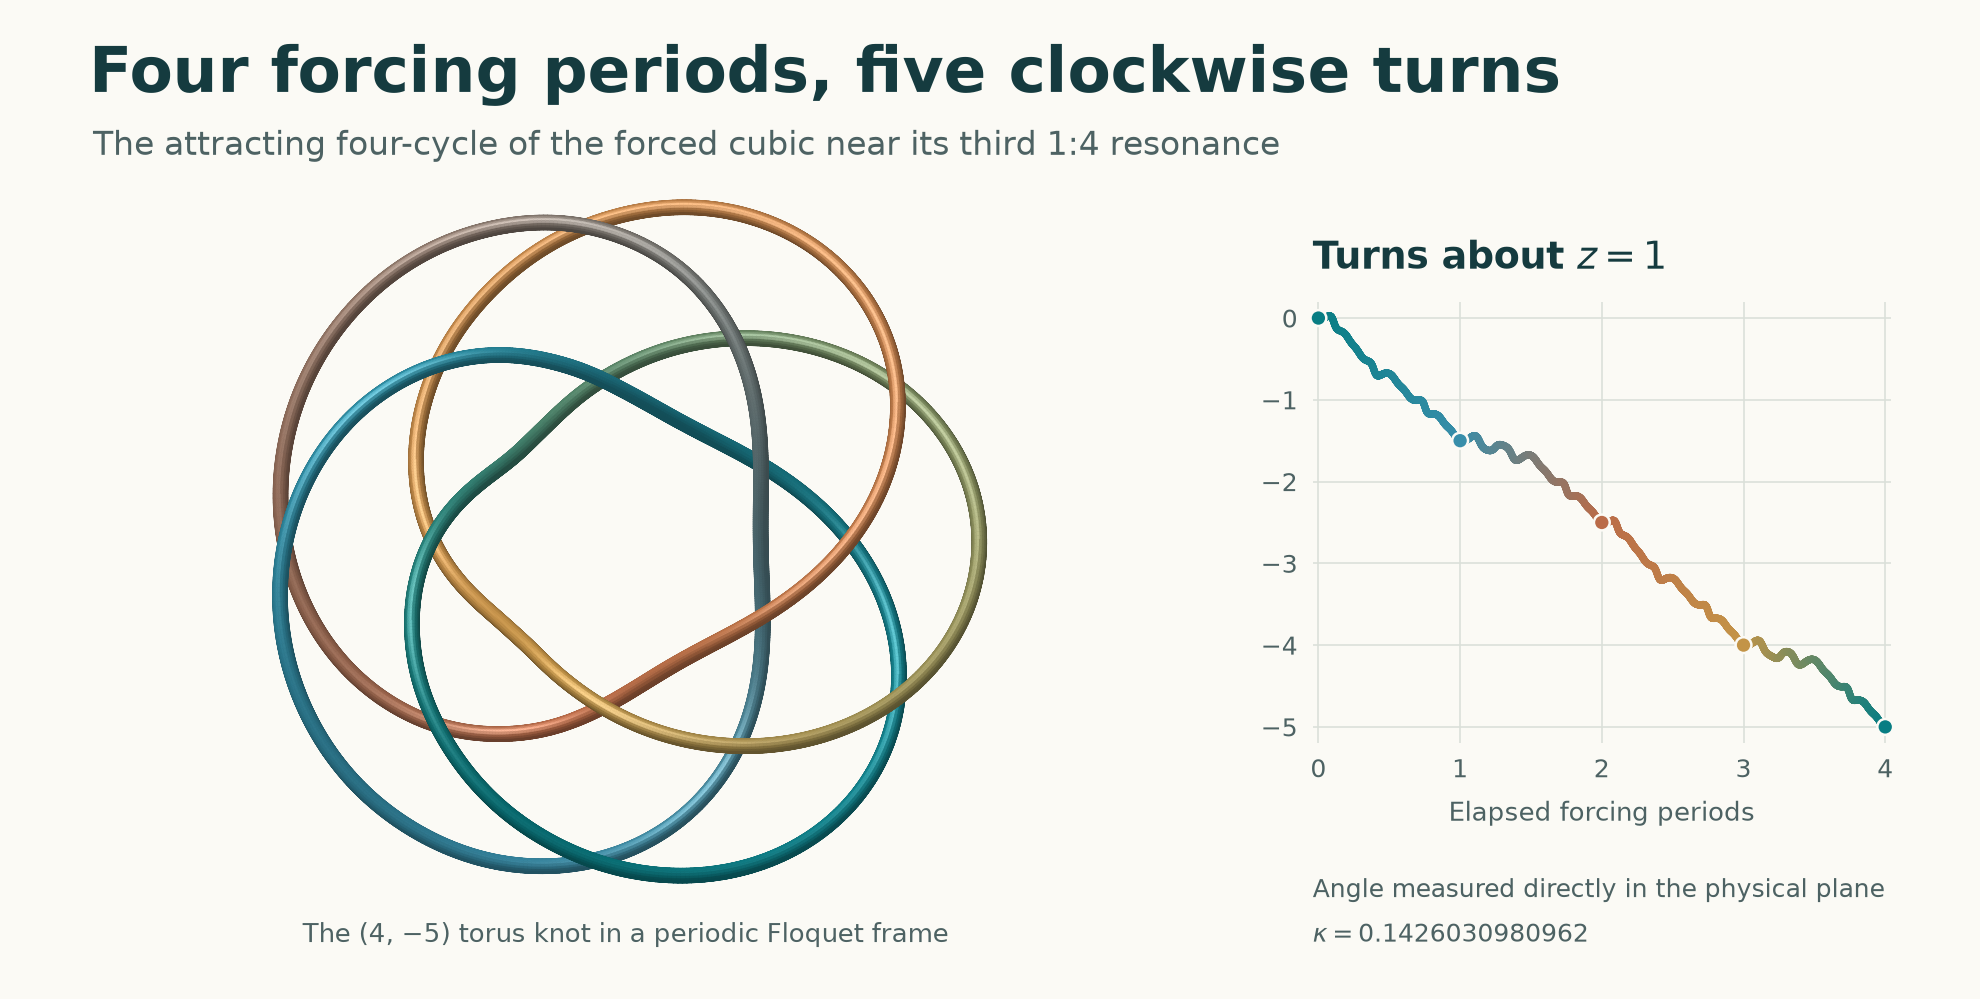 Four forcing periods, five clockwise turns
The attracting four-cycle of the forced cubic near its third 1:4 resonance
Turns about z = 1
0
−1
−2
−3
−4
−5
0 1 2 3 4
Elapsed forcing periods
Angle measured directly in the physical plane
The (4, −5) torus knot in a periodic Floquet frame
κ = 0.1426030980962